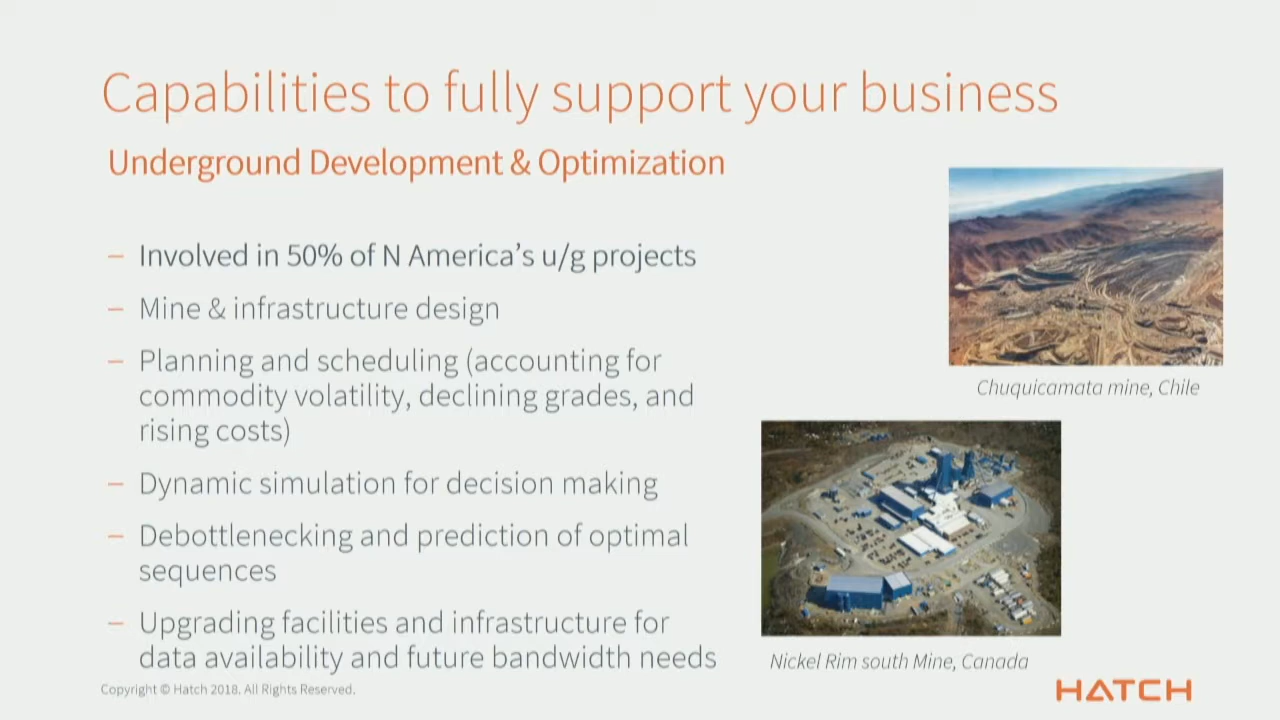 Capabilities to fully support your business
Underground Development & Optimization
– Involved in 50% of N America’s u/g projects
– Mine & infrastructure design
– Planning and scheduling (accounting for
commodity volatility, declining grades, and
rising costs)
– Dynamic simulation for decision making
– Debottlenecking and prediction of optimal
sequences
– Upgrading facilities and infrastructure for
data availability and future bandwidth needs
Chuquicamata mine, Chile
Nickel Rim south Mine, Canada
Copyright © Hatch 2018. All Rights Reserved.
HATCH